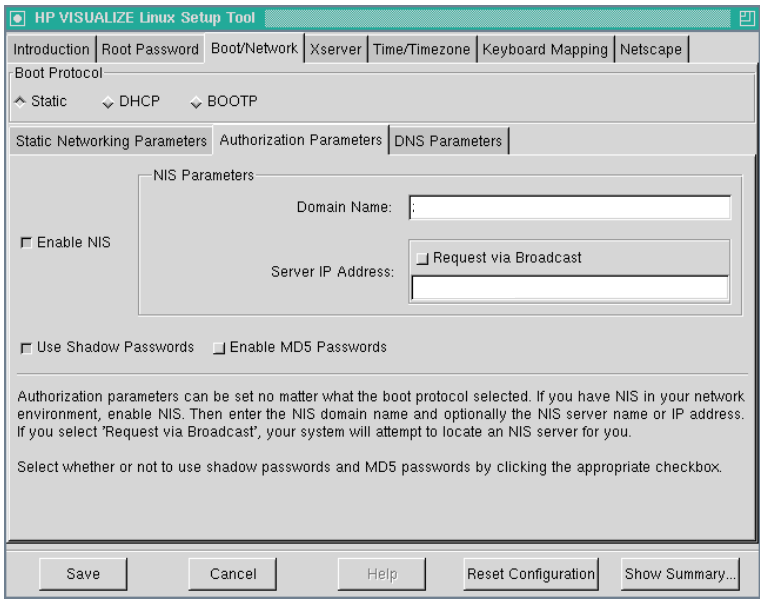 HP VISUALIZE Linux Setup Tool
Introduction Root Password Boot/Network Xserver Time/Timezone Keyboard Mapping Netscape
Boot Protocol
Static DHCP BOOTP
Static Networking Parameters Authorization Parameters DNS Parameters
NIS Parameters
Domain Name: ;
Enable NIS
Request via Broadcast
Server IP Address:
Use Shadow Passwords Enable MD5 Passwords
Authorization parameters can be set no matter what the boot protocol selected. If you have NIS in your network
environment, enable NIS. Then enter the NIS domain name and optionally the NIS server name or IP address.
If you select 'Request via Broadcast', your system will attempt to locate an NIS server for you.
Select whether or not to use shadow passwords and MD5 passwords by clicking the appropriate checkbox.
Save Cancel Help Reset Configuration Show Summary...